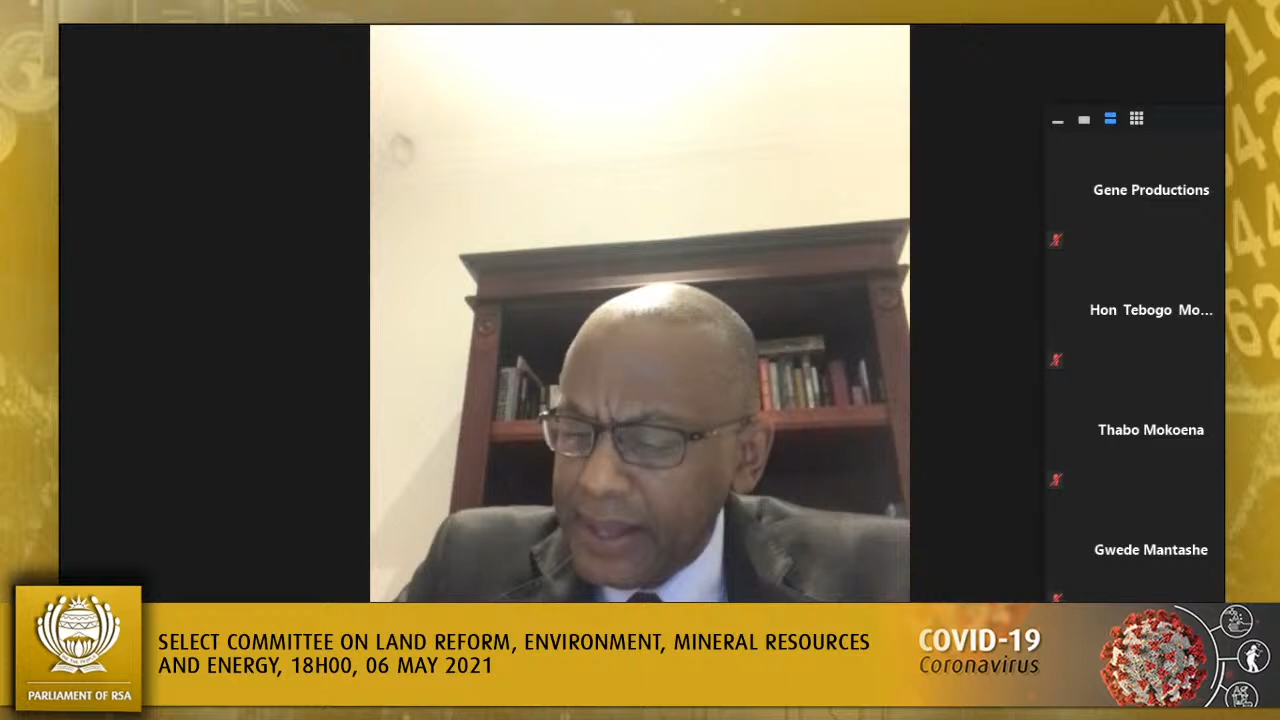 Gene Productions
Hon Tebogo Mo...
Thabo Mokoena
Gwede Mantashe
PARLIAMENT OF RSA
SELECT COMMITTEE ON LAND REFORM, ENVIRONMENT, MINERAL RESOURCES
AND ENERGY, 18H00, 06 MAY 2021
COVID-19
Coronavirus